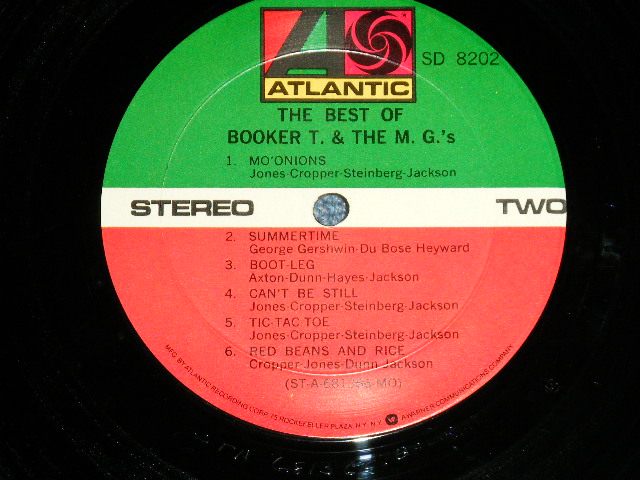 ATLANTIC
SD 8202
THE BEST OF
BOOKER T. & THE M. G.'s
1. MO'ONIONS
Jones-Cropper-Steinberg-Jackson
STEREO
TWO
2. SUMMERTIME
George Gershwin-Du Bose Heyward
3. BOOT-LEG
Axton-Dunn-Hayes-Jackson
4. CAN'T BE STILL
Jones-Cropper-Steinberg-Jackson
5. TIC-TAC-TOE
Jones-Cropper-Steinberg-Jackson
6. RED BEANS AND RICE
Cropper-Jones-Dunn-Jackson
MFG. BY ATLANTIC RECORDING CORP. 75 ROCKEFELLER PLAZA, N.Y. N.Y. A WARNER COMMUNICATIONS COMPANY